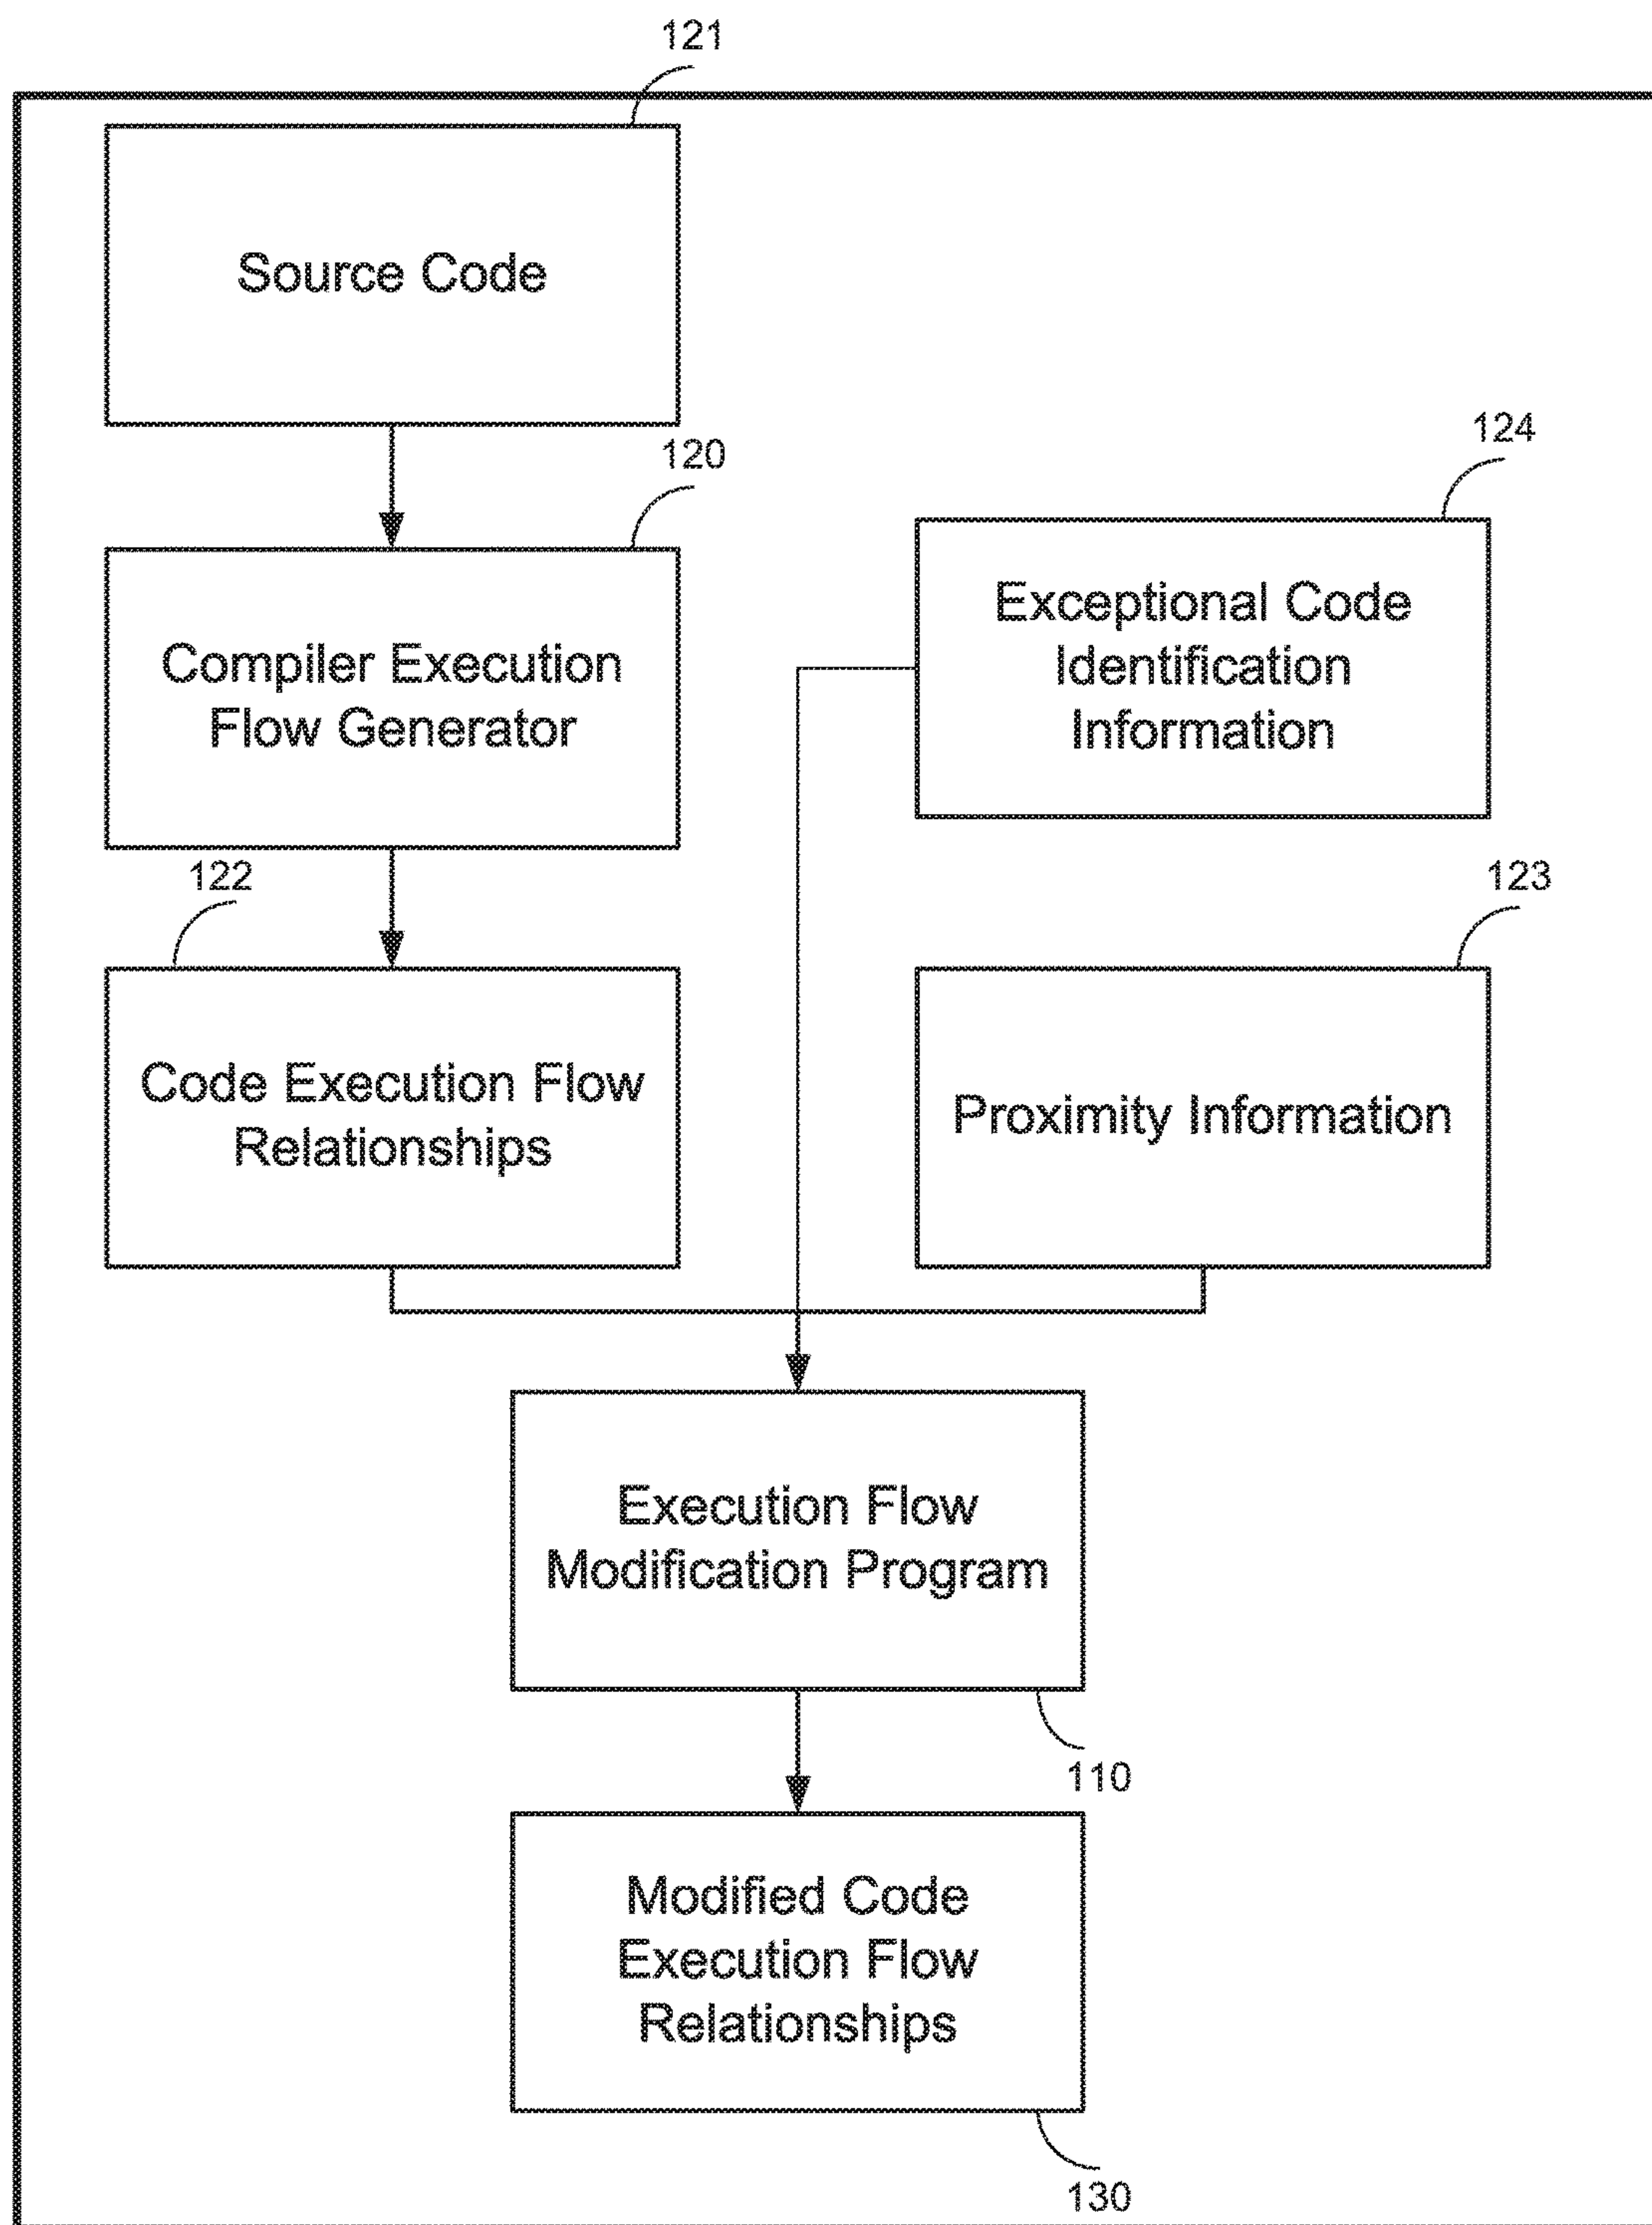 121
Source Code
120
Compiler Execution
Flow Generator
124
Exceptional Code
Identification
Information
122
Code Execution Flow
Relationships
123
Proximity Information
Execution Flow
Modification Program
110
Modified Code
Execution Flow
Relationships
130